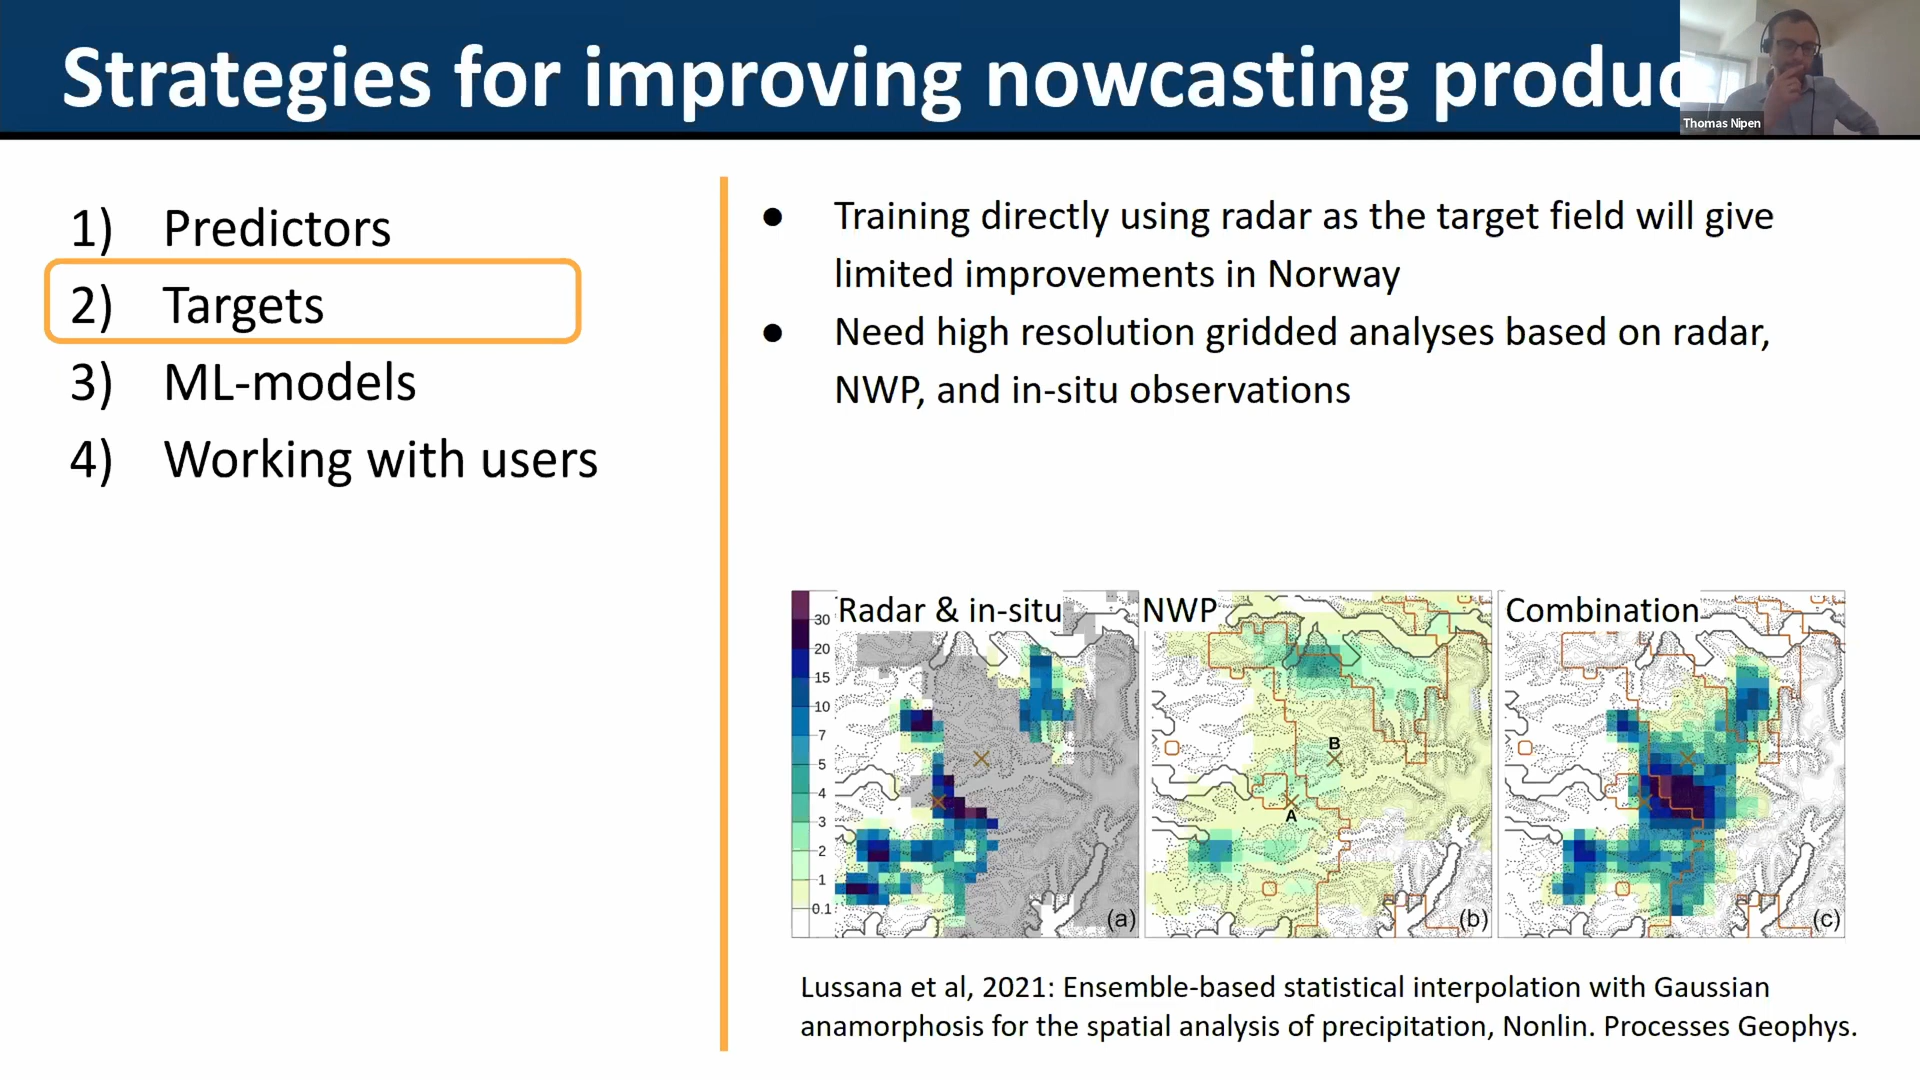 Strategies for improving nowcasting produc
Thomas Nipen
1) Predictors
2) Targets
3) ML-models
4) Working with users
● Training directly using radar as the target field will give
limited improvements in Norway
● Need high resolution gridded analyses based on radar,
NWP, and in-situ observations
Radar & in-situ
NWP
Combination
30
20
15
10
7
5
4
3
2
1
0.1
B
A
(a)
(b)
(c)
Lussana et al, 2021: Ensemble-based statistical interpolation with Gaussian
anamorphosis for the spatial analysis of precipitation, Nonlin. Processes Geophys.